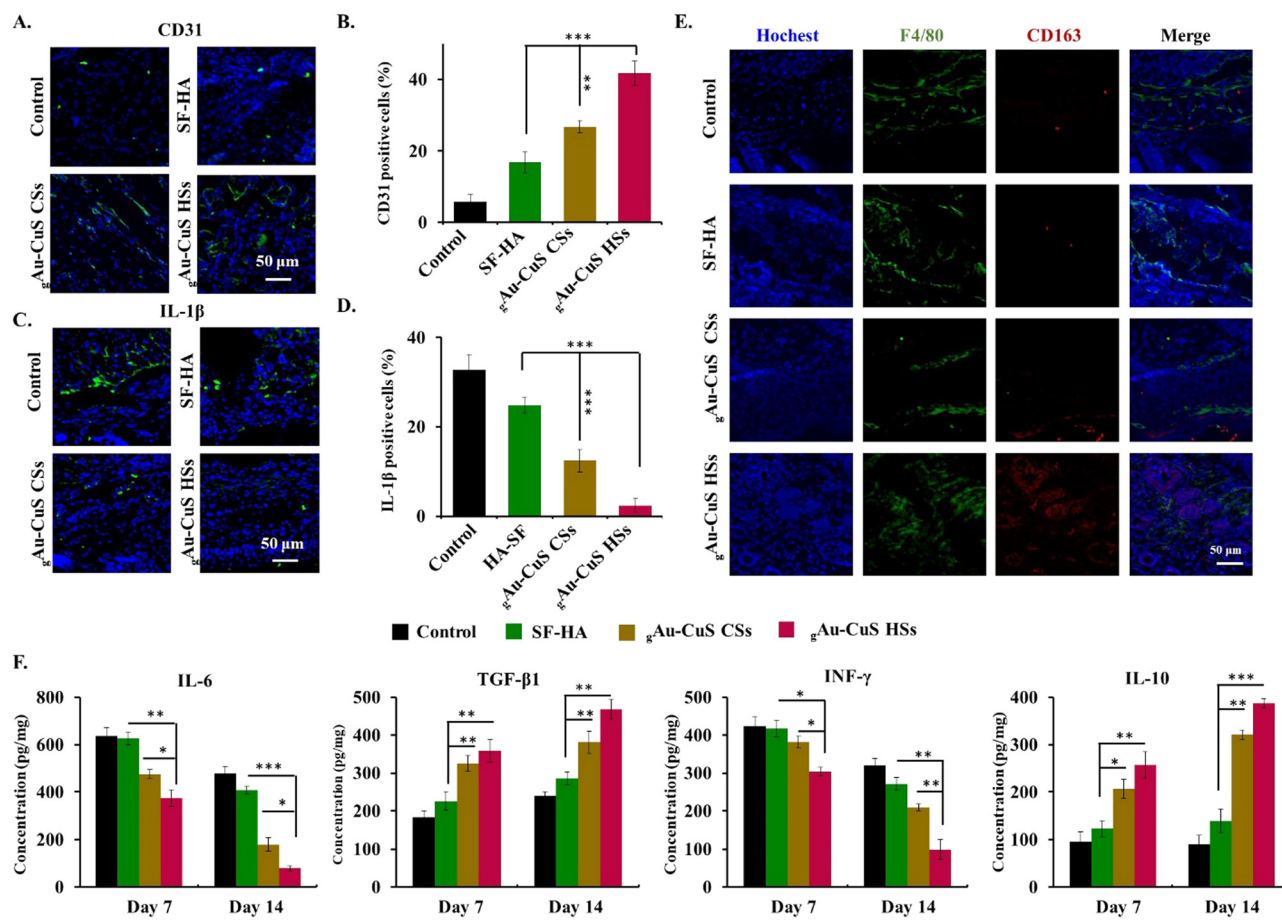 A.
CD31
Control
SF-HA
gAu-CuS CSs
gAu-CuS HSs
50 μm
B.
CD31 positive cells (%)
40
20
0
***
**
Control
SF-HA
gAu-CuS CSs
gAu-CuS HSs
C.
IL-1β
Control
SF-HA
gAu-CuS CSs
gAu-CuS HSs
50 μm
D.
IL-1β positive cells (%)
40
20
0
***
***
Control
HA-SF
gAu-CuS CSs
gAu-CuS HSs
E.
Hochest F4/80 CD163 Merge
Control
SF-HA
gAu-CuS CSs
gAu-CuS HSs
50 μm
Control SF-HA gAu-CuS CSs gAu-CuS HSs
F.
IL-6
Concentration (pg/mg)
800
600
400
200
0
**
*
***
*
Day 7 Day 14
TGF-β1
Concentration (pg/mg)
500
400
300
200
100
0
**
**
**
**
Day 7 Day 14
INF-γ
Concentration (pg/mg)
500
400
300
200
100
0
*
*
**
**
Day 7 Day 14
IL-10
Concentration (pg/mg)
400
300
200
100
0
**
*
***
**
Day 7 Day 14